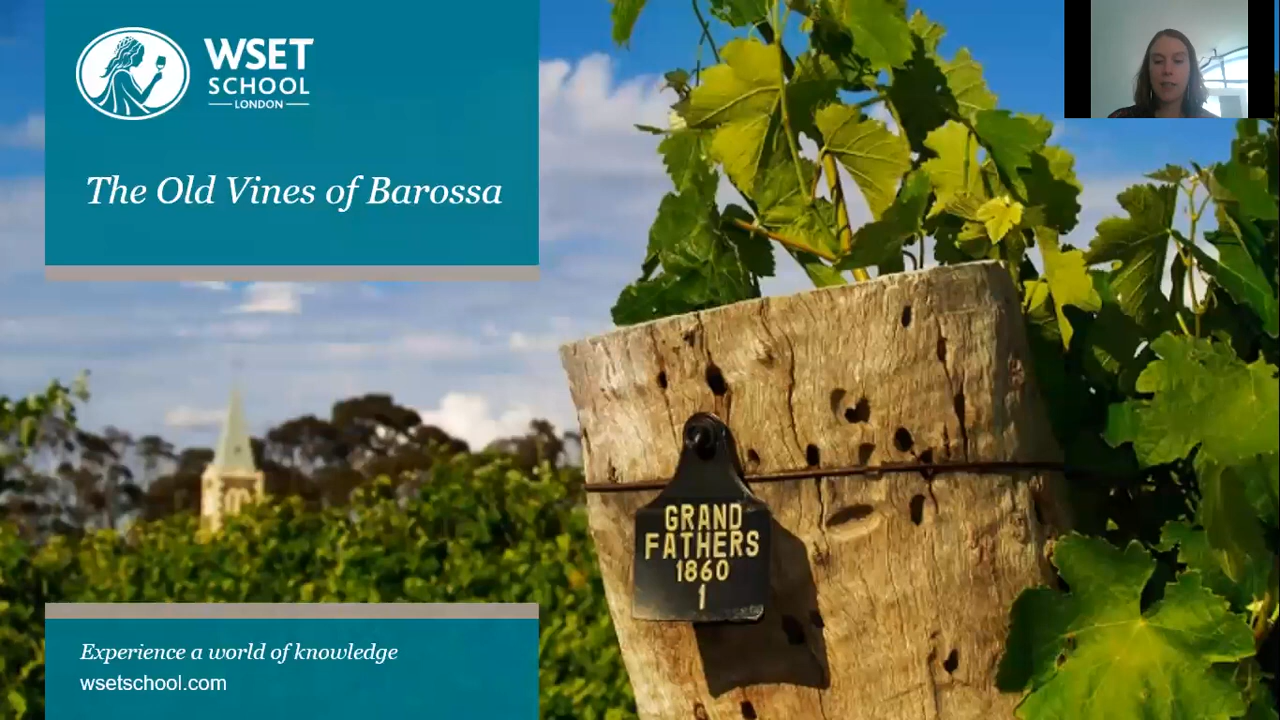 WSET
SCHOOL
LONDON
The Old Vines of Barossa
GRAND
FATHERS
1860
1
Experience a world of knowledge
wsetschool.com